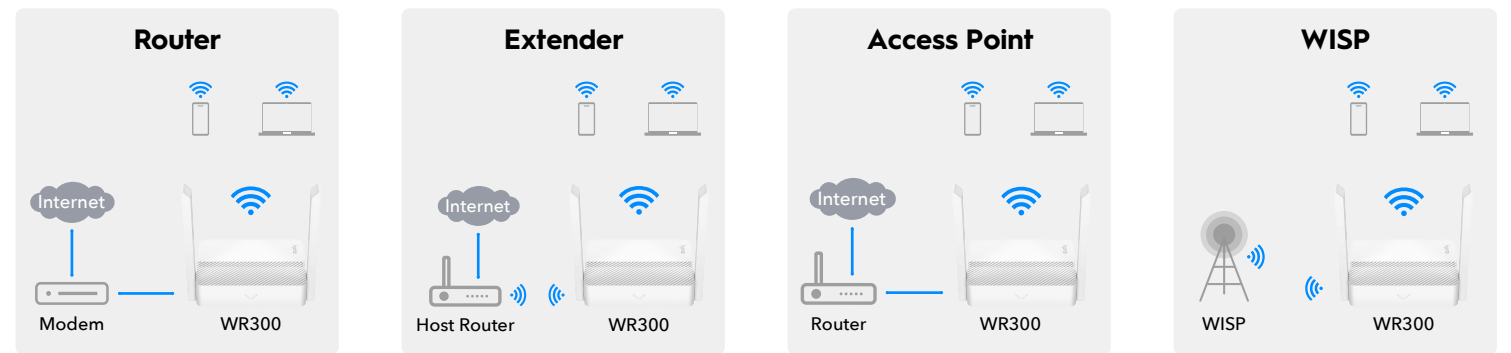 Router
Internet
Modem
WR300
Extender
Internet
Host Router
WR300
Access Point
Internet
Router
WR300
WISP
WISP
WR300